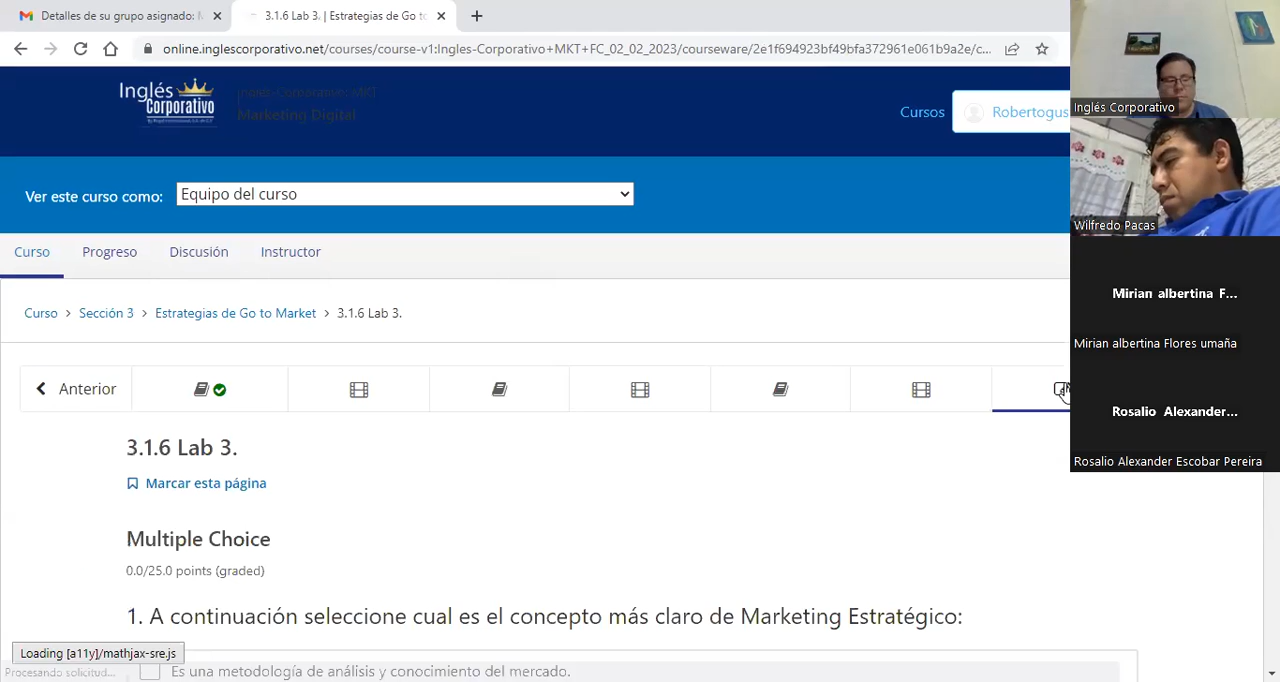 Detalles de su grupo asignado: M
3.1.6 Lab 3. | Estrategias de Go to
online.inglescorporativo.net/courses/course-v1:Ingles-Corporativo+MKT+FC_02_02_2023/courseware/2e1f694923bf49bfa372961e061b9a2e/c...
Inglés Corporativo
Marketing Digital
Cursos
Robertogus
Ver este curso como:
Equipo del curso
Curso
Progreso
Discusión
Instructor
Curso > Sección 3 > Estrategias de Go to Market > 3.1.6 Lab 3.
Anterior
3.1.6 Lab 3.
Marcar esta página
Multiple Choice
0.0/25.0 points (graded)
1. A continuación seleccione cual es el concepto más claro de Marketing Estratégico:
Loading [a11y]/mathjax-sre.js
Procesando solicitud...
Es una metodología de análisis y conocimiento del mercado.
Inglés Corporativo
Wilfredo Pacas
Mirian albertina F...
Mirian albertina Flores umaña
Rosalio Alexander...
Rosalio Alexander Escobar Pereira